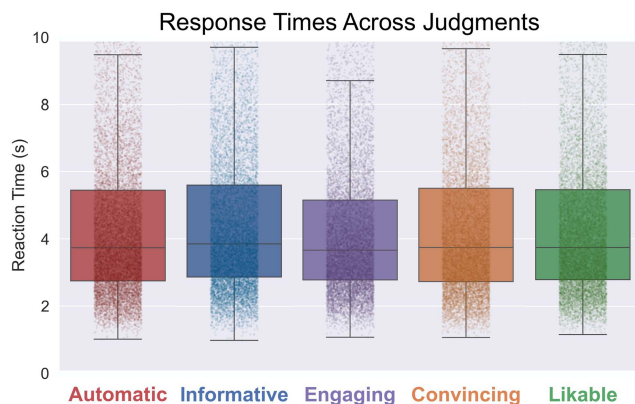 Response Times Across Judgments
Reaction Time (s)
10
8
6
4
2
0
Automatic Informative Engaging Convincing Likable